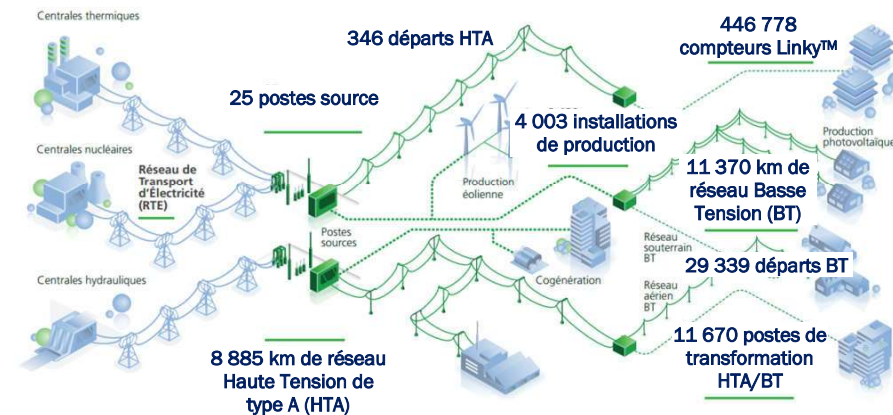 Centrales thermiques
346 départs HTA
446 778
compteurs Linky™
25 postes source
4 003 installations
de production
Centrales nucléaires
Réseau de
Transport
d'Électricité
(RTE)
Production
éolienne
Production
photovoltaïque
11 370 km de
réseau Basse
Tension (BT)
Postes
sources
Réseau
souterrain
BT
29 339 départs BT
Centrales hydrauliques
Cogénération
Réseau
aérien
BT
8 885 km de réseau
Haute Tension de
type A (HTA)
11 670 postes de
transformation
HTA/BT